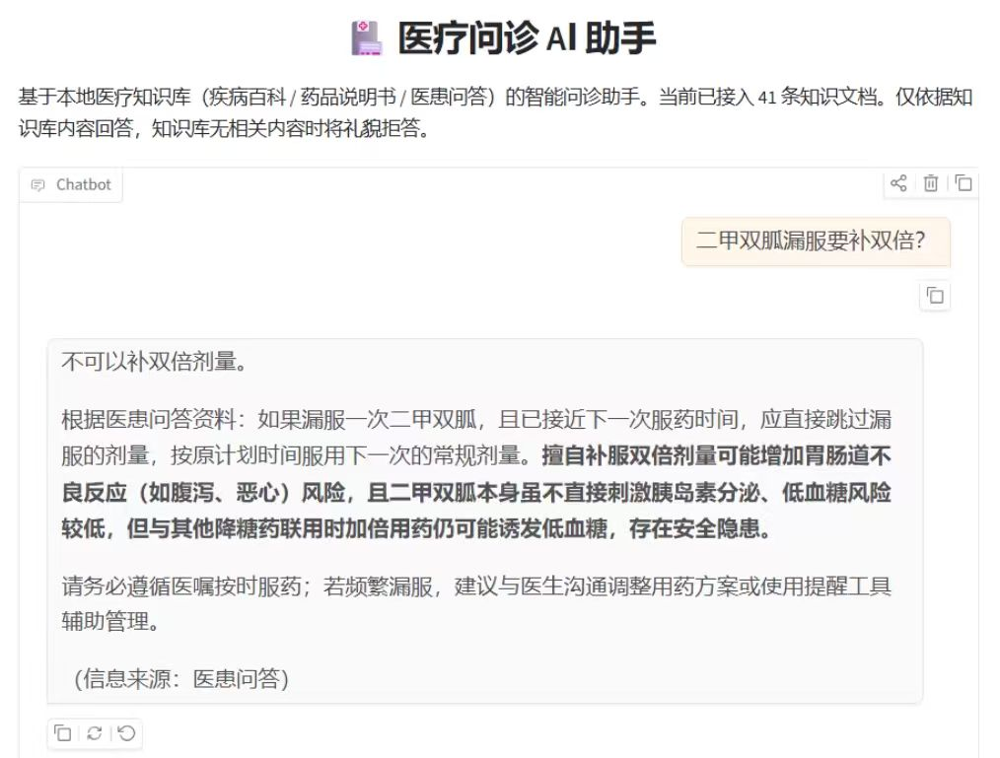 医疗问诊 AI 助手
基于本地医疗知识库（疾病百科 / 药品说明书 / 医患问答）的智能问诊助手。当前已接入 41 条知识文档。仅依据知
识库内容回答，知识库无相关内容时将礼貌拒答。
Chatbot
二甲双胍漏服要补双倍？
不可以补双倍剂量。
根据医患问答资料：如果漏服一次二甲双胍，且已接近下一次服药时间，应直接跳过漏
服的剂量，按原计划时间服用下一次的常规剂量。擅自补服双倍剂量可能增加胃肠道不
良反应（如腹泻、恶心）风险，且二甲双胍本身虽不直接刺激胰岛素分泌、低血糖风险
较低，但与其他降糖药联用时加倍用药仍可能诱发低血糖，存在安全隐患。
请务必遵循医嘱按时服药；若频繁漏服，建议与医生沟通调整用药方案或使用提醒工具
辅助管理。
（信息来源：医患问答）